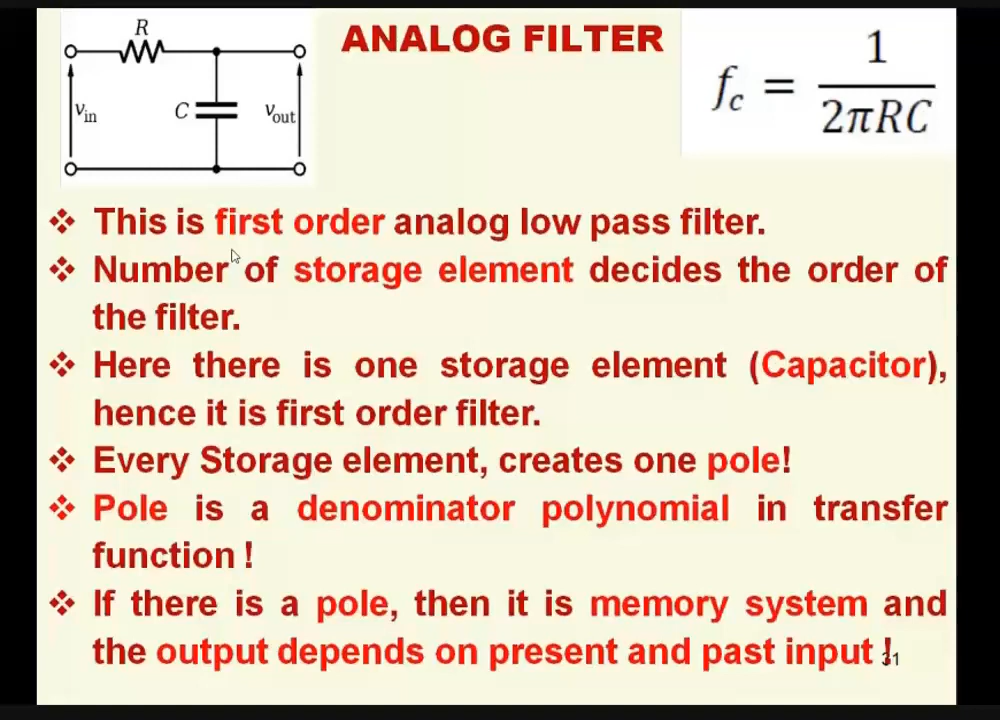 ANALOG FILTER
R
C
vin
vout
fc = 1 / 2πRC
❖ This is first order analog low pass filter.
❖ Number of storage element decides the order of
the filter.
❖ Here there is one storage element (Capacitor),
hence it is first order filter.
❖ Every Storage element, creates one pole!
❖ Pole is a denominator polynomial in transfer
function !
❖ If there is a pole, then it is memory system and
the output depends on present and past input !
31